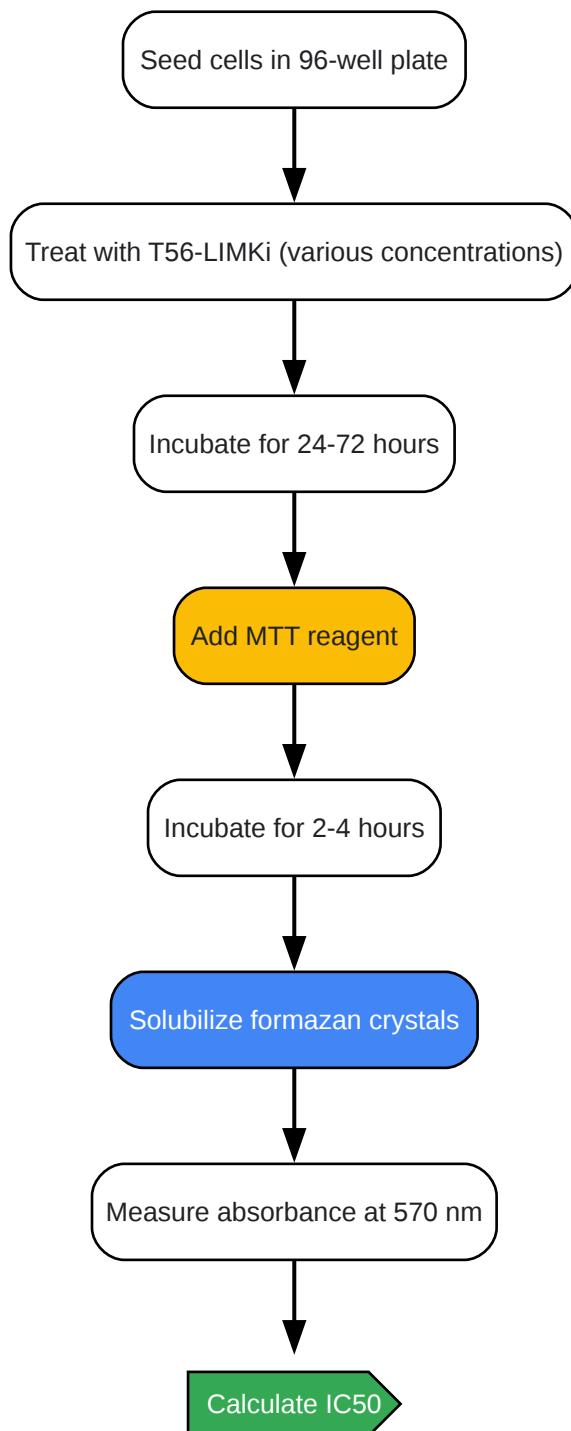 Seed cells in 96-well plate
Treat with T56-LIMKi (various concentrations)
Incubate for 24-72 hours
Add MTT reagent
Incubate for 2-4 hours
Solubilize formazan crystals
Measure absorbance at 570 nm
Calculate IC50